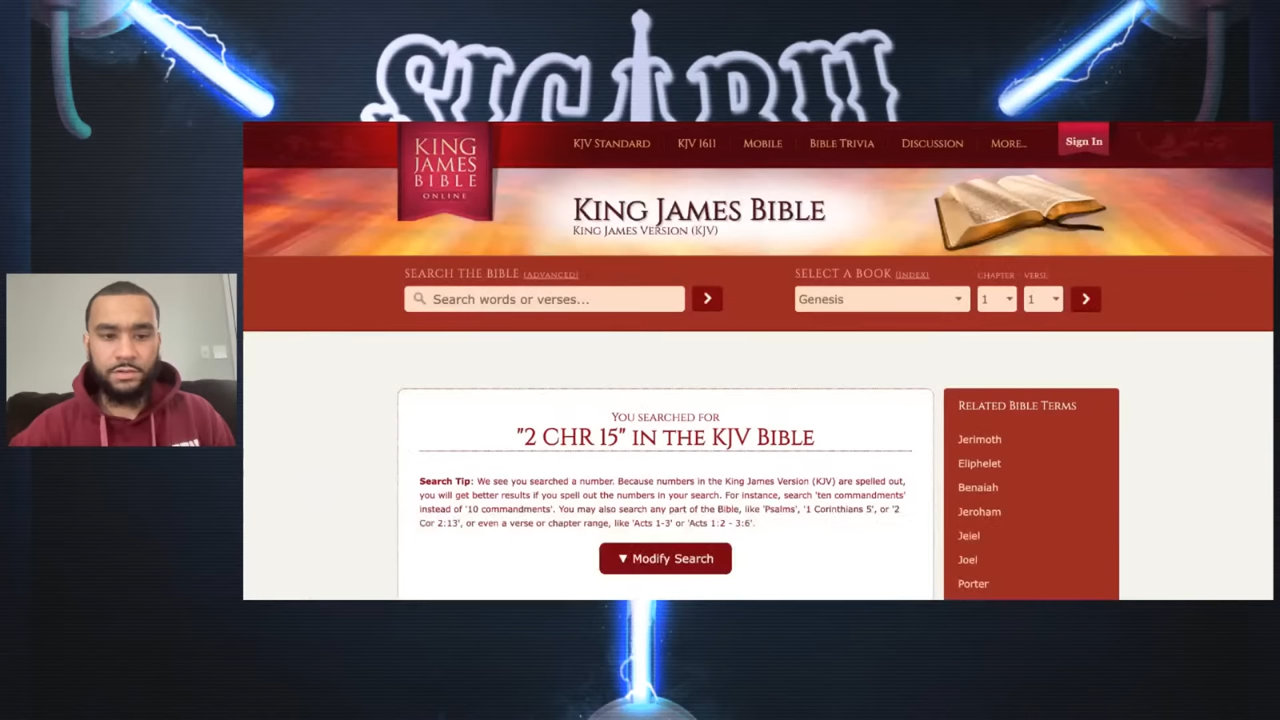 SICARII
KING
JAMES
BIBLE
ONLINE
KJV STANDARD
KJV 1611
MOBILE
BIBLE TRIVIA
DISCUSSION
MORE...
Sign In
KING JAMES BIBLE
KING JAMES VERSION (KJV)
SEARCH THE BIBLE (ADVANCED)
SELECT A BOOK (INDEX)
CHAPTER
VERSE
Search words or verses...
Genesis
1
1
YOU SEARCHED FOR
"2 CHR 15" IN THE KJV BIBLE
Search Tip: We see you searched a number. Because numbers in the King James Version (KJV) are spelled out,
you will get better results if you spell out the numbers in your search. For instance, search 'ten commandments'
instead of '10 commandments'. You may also search any part of the Bible, like 'Psalms', '1 Corinthians 5', or '2
Cor 2:13', or even a verse or chapter range, like 'Acts 1-3' or 'Acts 1:2 - 3:6'.
▼ Modify Search
RELATED BIBLE TERMS
Jerimoth
Eliphelet
Benaiah
Jeroham
Jeiel
Joel
Porter